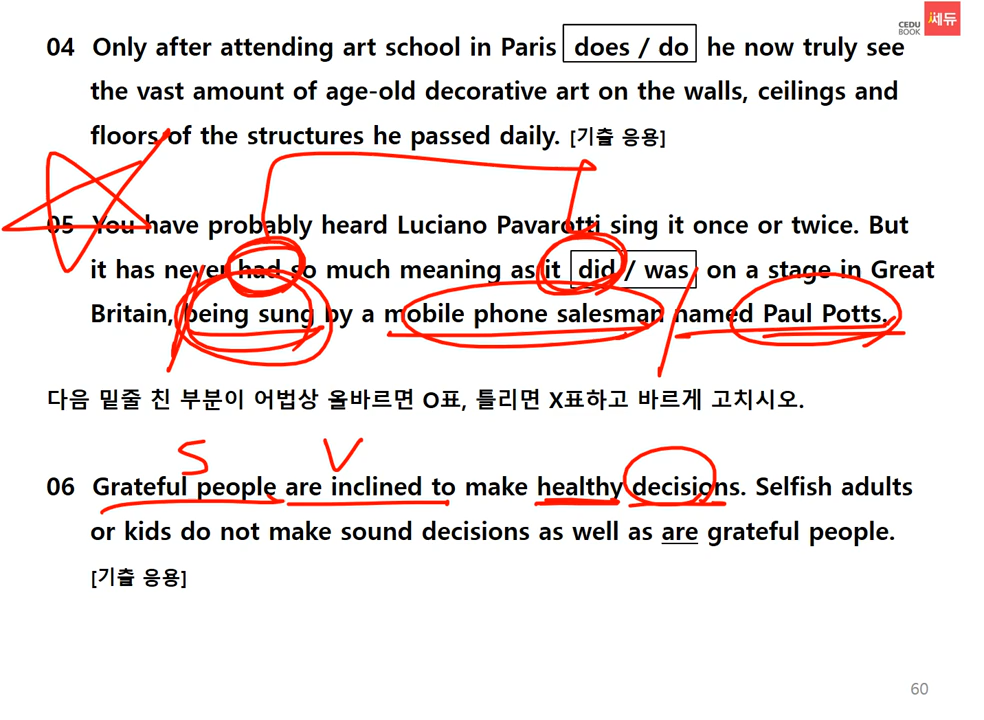 CEDU
BOOK
쎄듀
04 Only after attending art school in Paris does / do he now truly see
the vast amount of age-old decorative art on the walls, ceilings and
floors of the structures he passed daily. [기출 응용]
05 You have probably heard Luciano Pavarotti sing it once or twice. But
it has never had so much meaning as it did / was on a stage in Great
Britain, being sung by a mobile phone salesman named Paul Potts.
다음 밑줄 친 부분이 어법상 올바르면 O표, 틀리면 X표하고 바르게 고치시오.
S V
06 Grateful people are inclined to make healthy decisions. Selfish adults
or kids do not make sound decisions as well as are grateful people.
[기출 응용]
60